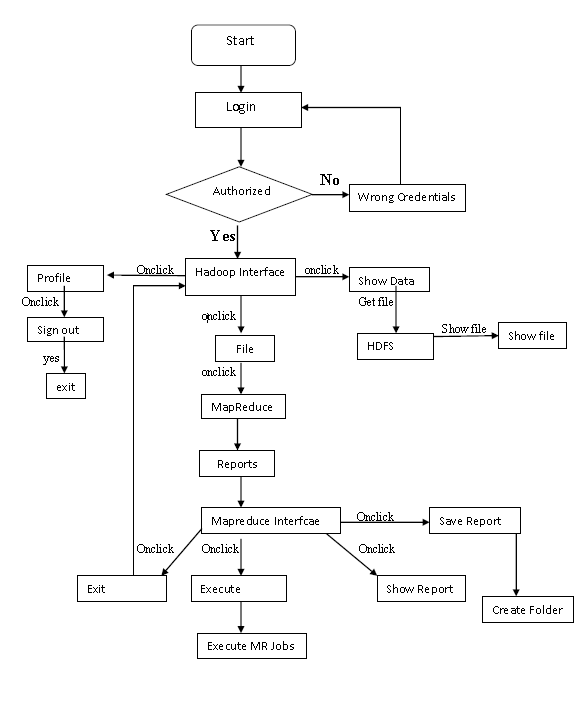 Start
Login
Authorized
No
Wrong Credentials
Yes
Onclick
Hadoop Interface
onclick
Profile
Show Data
Onclick
Get file
Sign out
onclick
File
HDFS
Show file
Show file
yes
onclick
exit
MapReduce
Reports
Mapreduce Interfcae
Onclick
Save Report
Onclick
Onclick
Onclick
Exit
Execute
Show Report
Create Folder
Execute MR Jobs